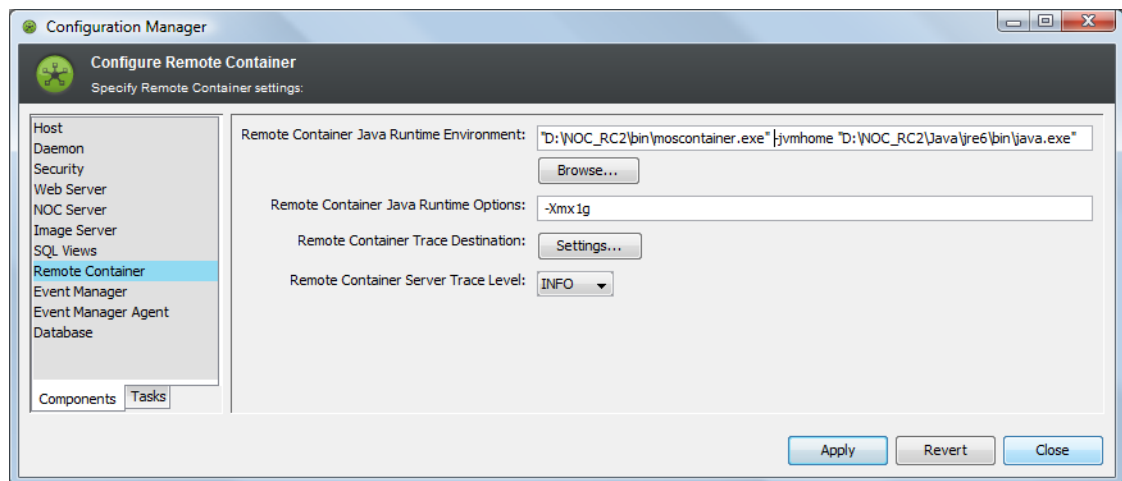 Configuration Manager
Configure Remote Container
Specify Remote Container settings:
Host
Daemon
Security
Web Server
NOC Server
Image Server
SQL Views
Remote Container
Event Manager
Event Manager Agent
Database
Components Tasks
Remote Container Java Runtime Environment: "D:\NOC_RC2\bin\moscontainer.exe" -jvmhome "D:\NOC_RC2\Java\jre6\bin\java.exe"
Browse...
Remote Container Java Runtime Options: -Xmx1g
Remote Container Trace Destination: Settings...
Remote Container Server Trace Level: INFO
Apply Revert Close